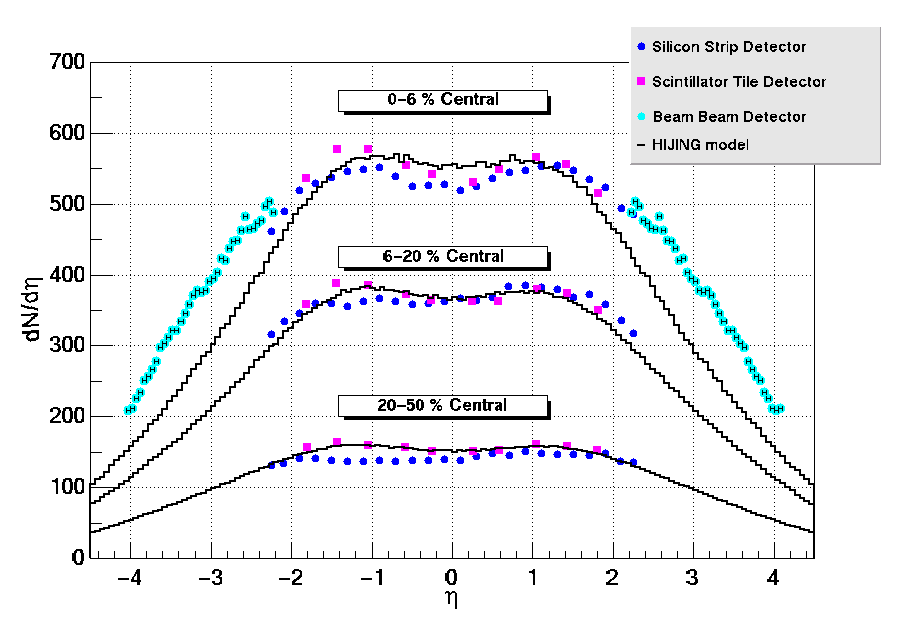 Silicon Strip Detector
Scintillator Tile Detector
Beam Beam Detector
HIJING model
0-6 % Central
6-20 % Central
20-50 % Central
dN/dη
700
600
500
400
300
200
100
0
-4 -3 -2 -1 0 1 2 3 4
η